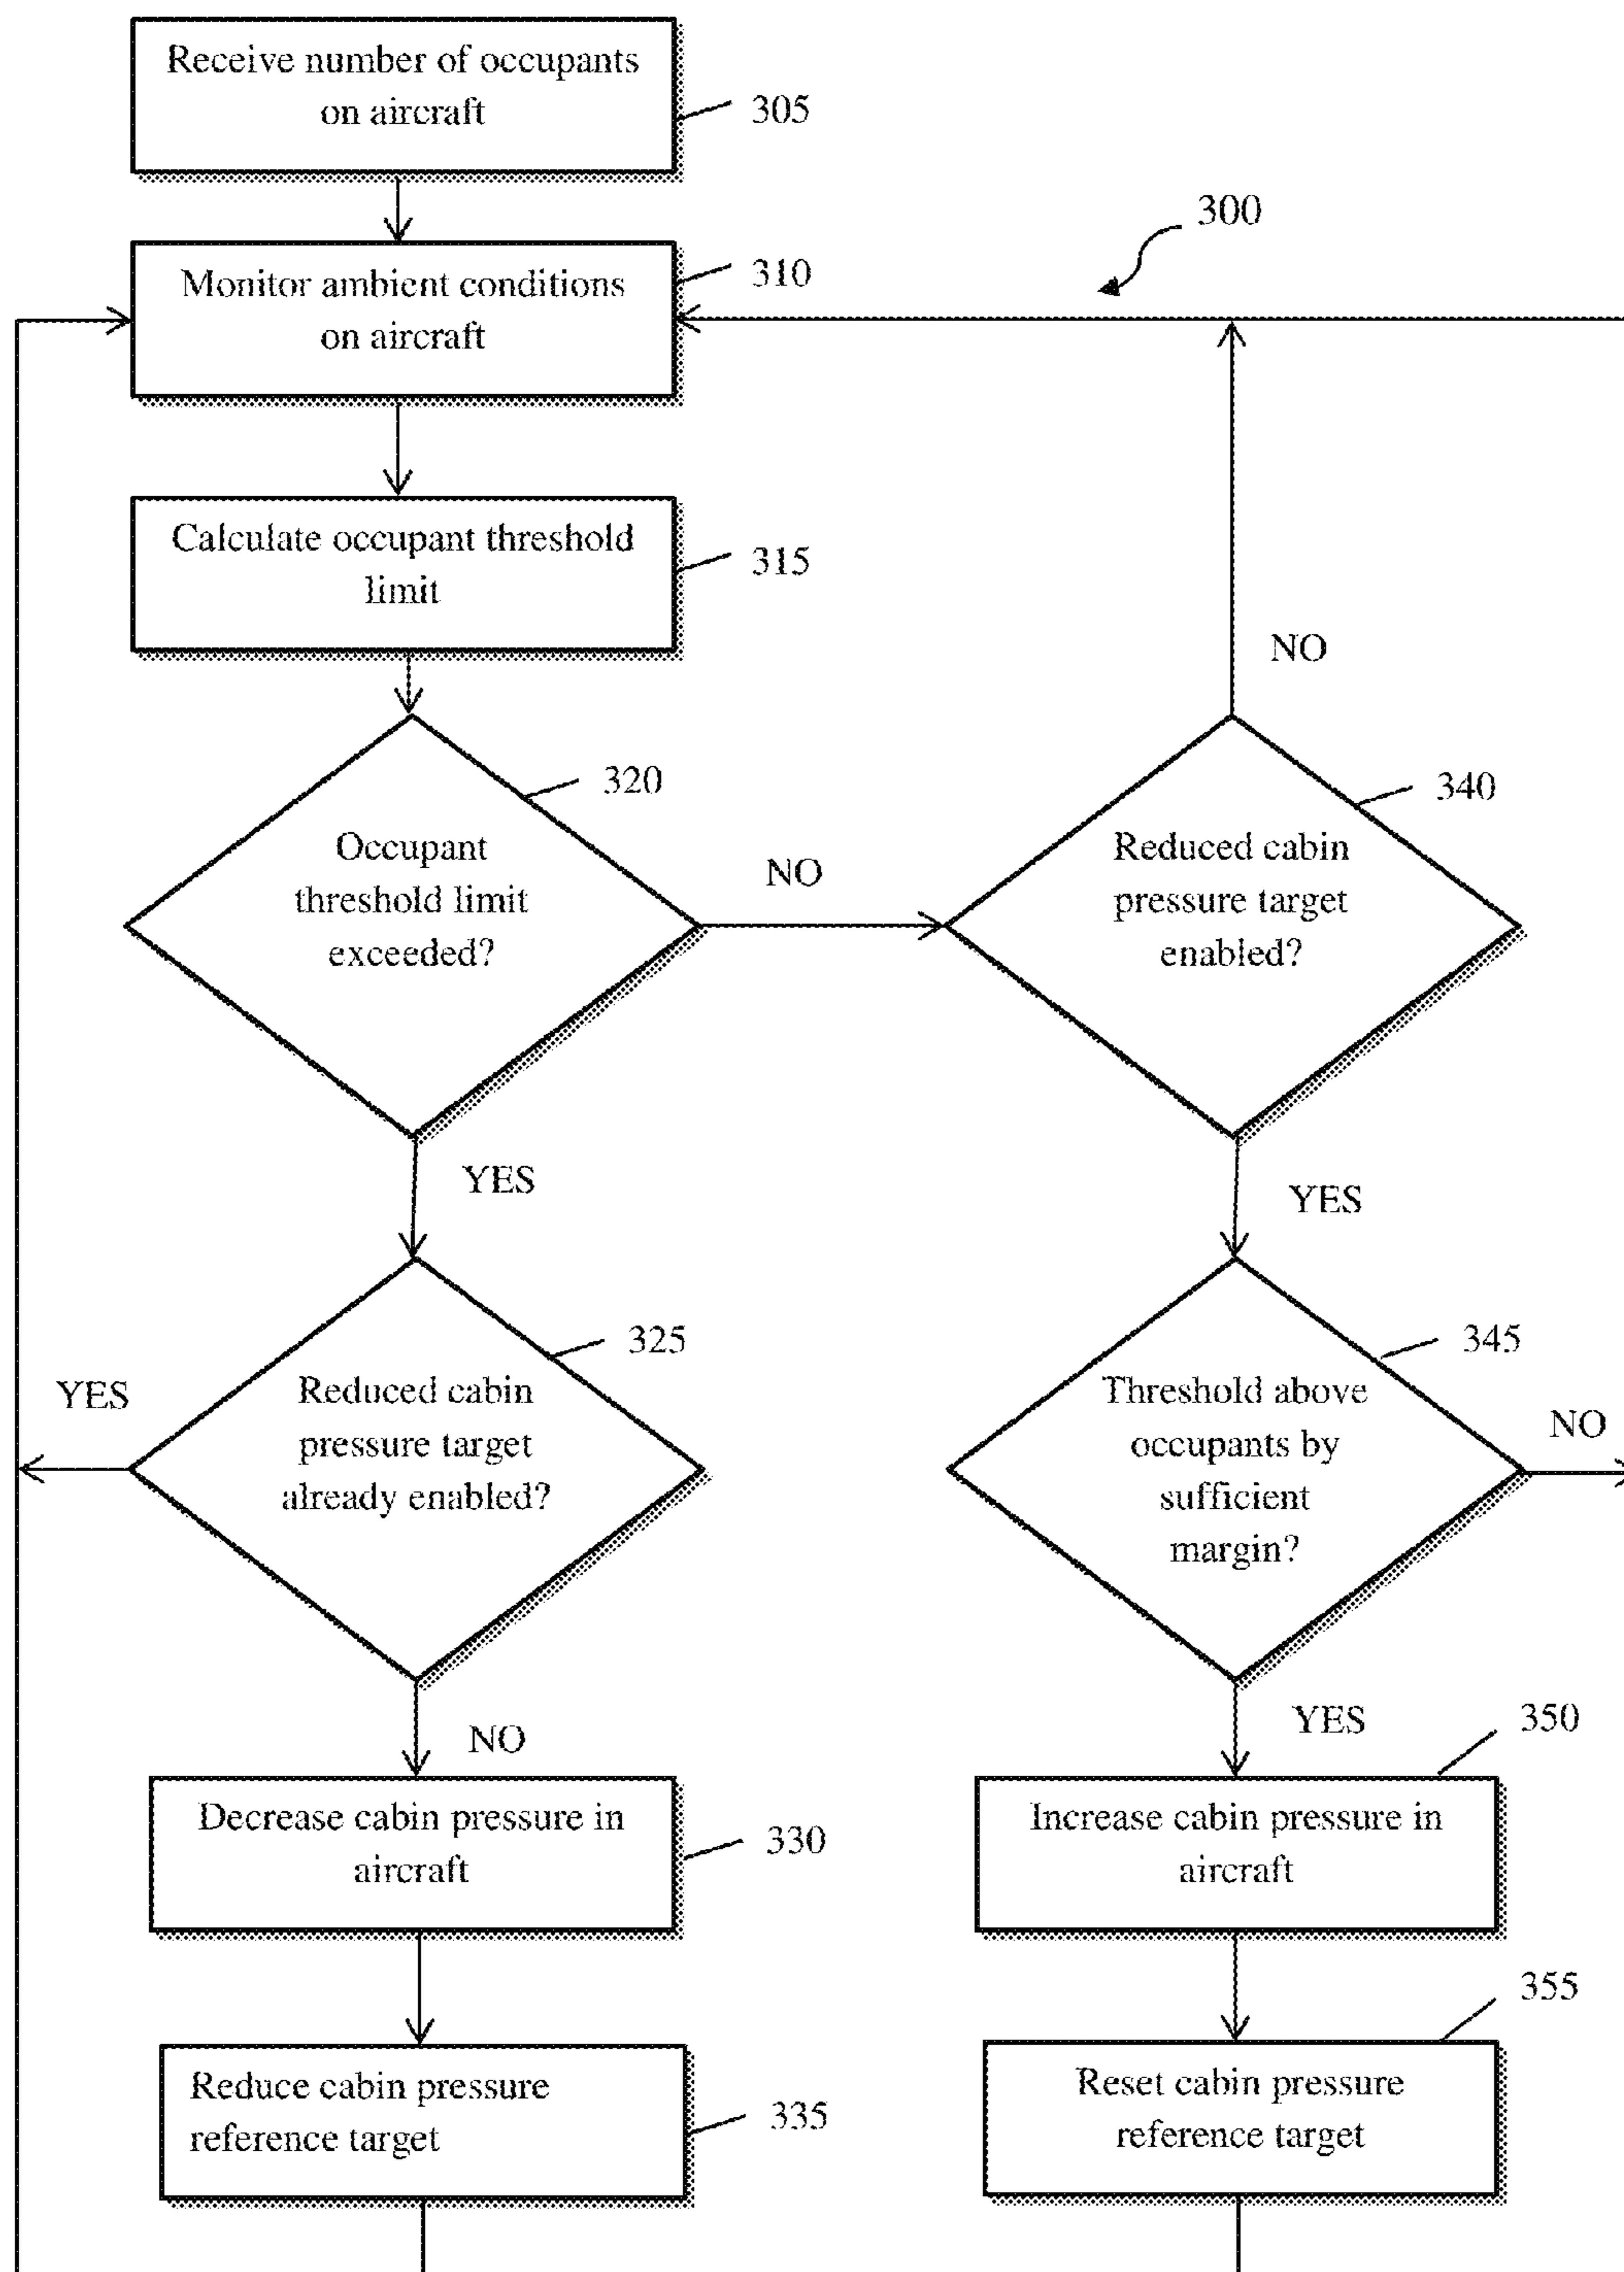 Receive number of occupants
on aircraft
305
300
Monitor ambient conditions
on aircraft
310
Calculate occupant threshold
limit
315
NO
320
Occupant
threshold limit
exceeded?
NO
340
Reduced cabin
pressure target
enabled?
YES
YES
325
Reduced cabin
pressure target
already enabled?
YES
345
Threshold above
occupants by
sufficient
margin?
NO
NO
YES
350
Decrease cabin pressure in
aircraft
330
Increase cabin pressure in
aircraft
355
Reduce cabin pressure
reference target
335
Reset cabin pressure
reference target